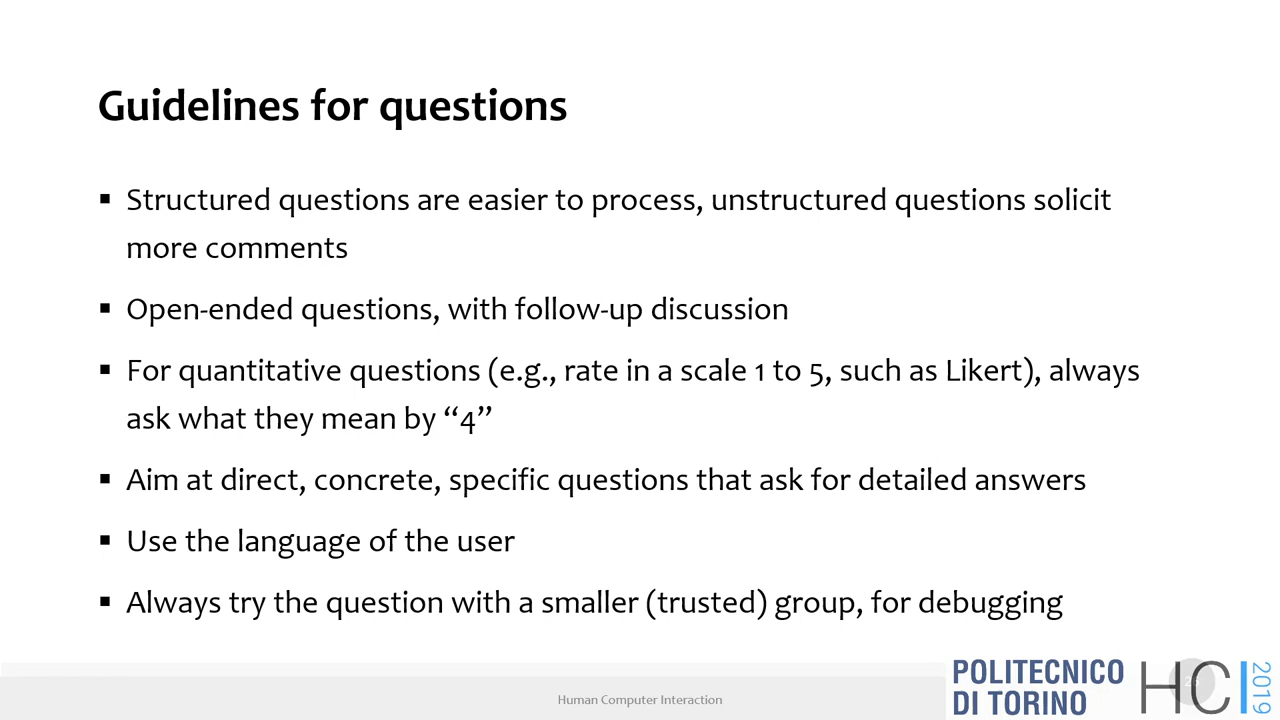 Guidelines for questions
▪ Structured questions are easier to process, unstructured questions solicit
more comments
▪ Open-ended questions, with follow-up discussion
▪ For quantitative questions (e.g., rate in a scale 1 to 5, such as Likert), always
ask what they mean by “4”
▪ Aim at direct, concrete, specific questions that ask for detailed answers
▪ Use the language of the user
▪ Always try the question with a smaller (trusted) group, for debugging
Human Computer Interaction
POLITECNICO
DI TORINO
HCI
2019